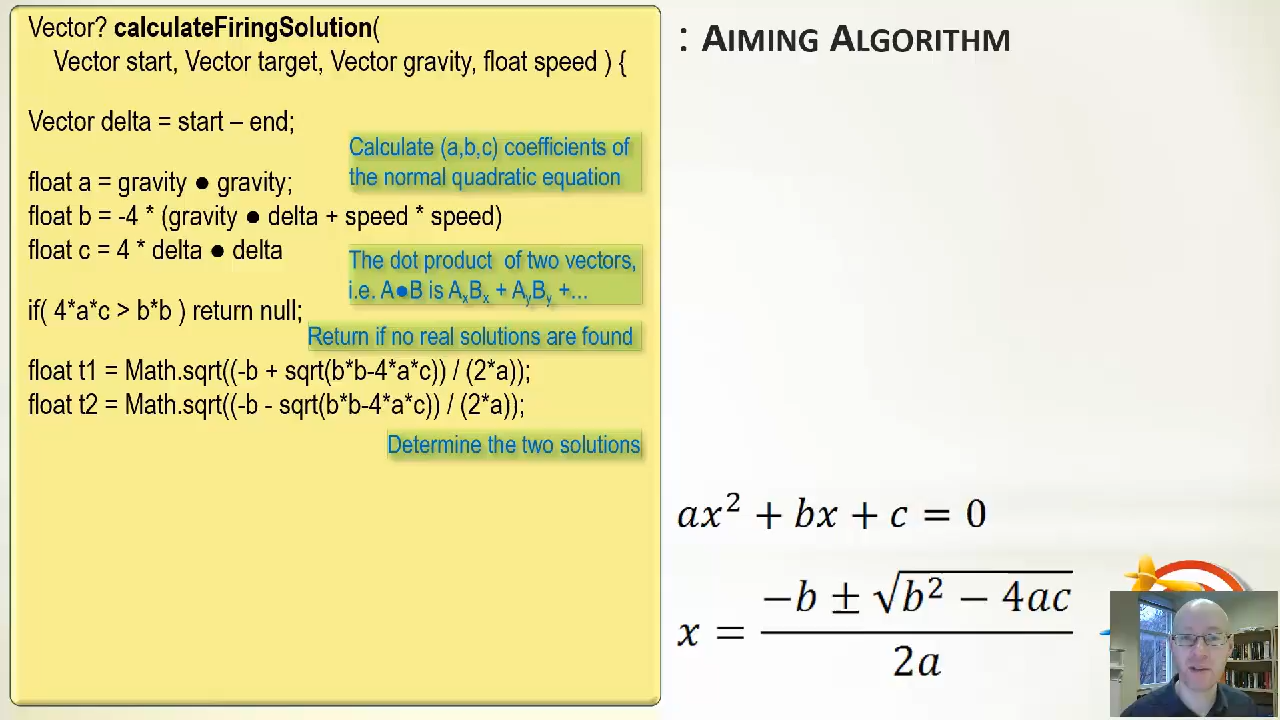 Vector? calculateFiringSolution(
Vector start, Vector target, Vector gravity, float speed ) {
: AIMING ALGORITHM
Vector delta = start – end;
Calculate (a,b,c) coefficients of
the normal quadratic equation
float a = gravity ● gravity;
float b = -4 * (gravity ● delta + speed * speed)
float c = 4 * delta ● delta
The dot product of two vectors,
i.e. A●B is AxBx + AyBy +...
if( 4*a*c > b*b ) return null;
Return if no real solutions are found
float t1 = Math.sqrt((-b + sqrt(b*b-4*a*c)) / (2*a));
float t2 = Math.sqrt((-b - sqrt(b*b-4*a*c)) / (2*a));
Determine the two solutions
ax² + bx + c = 0
x = (-b ± √(b² − 4ac)) / 2a